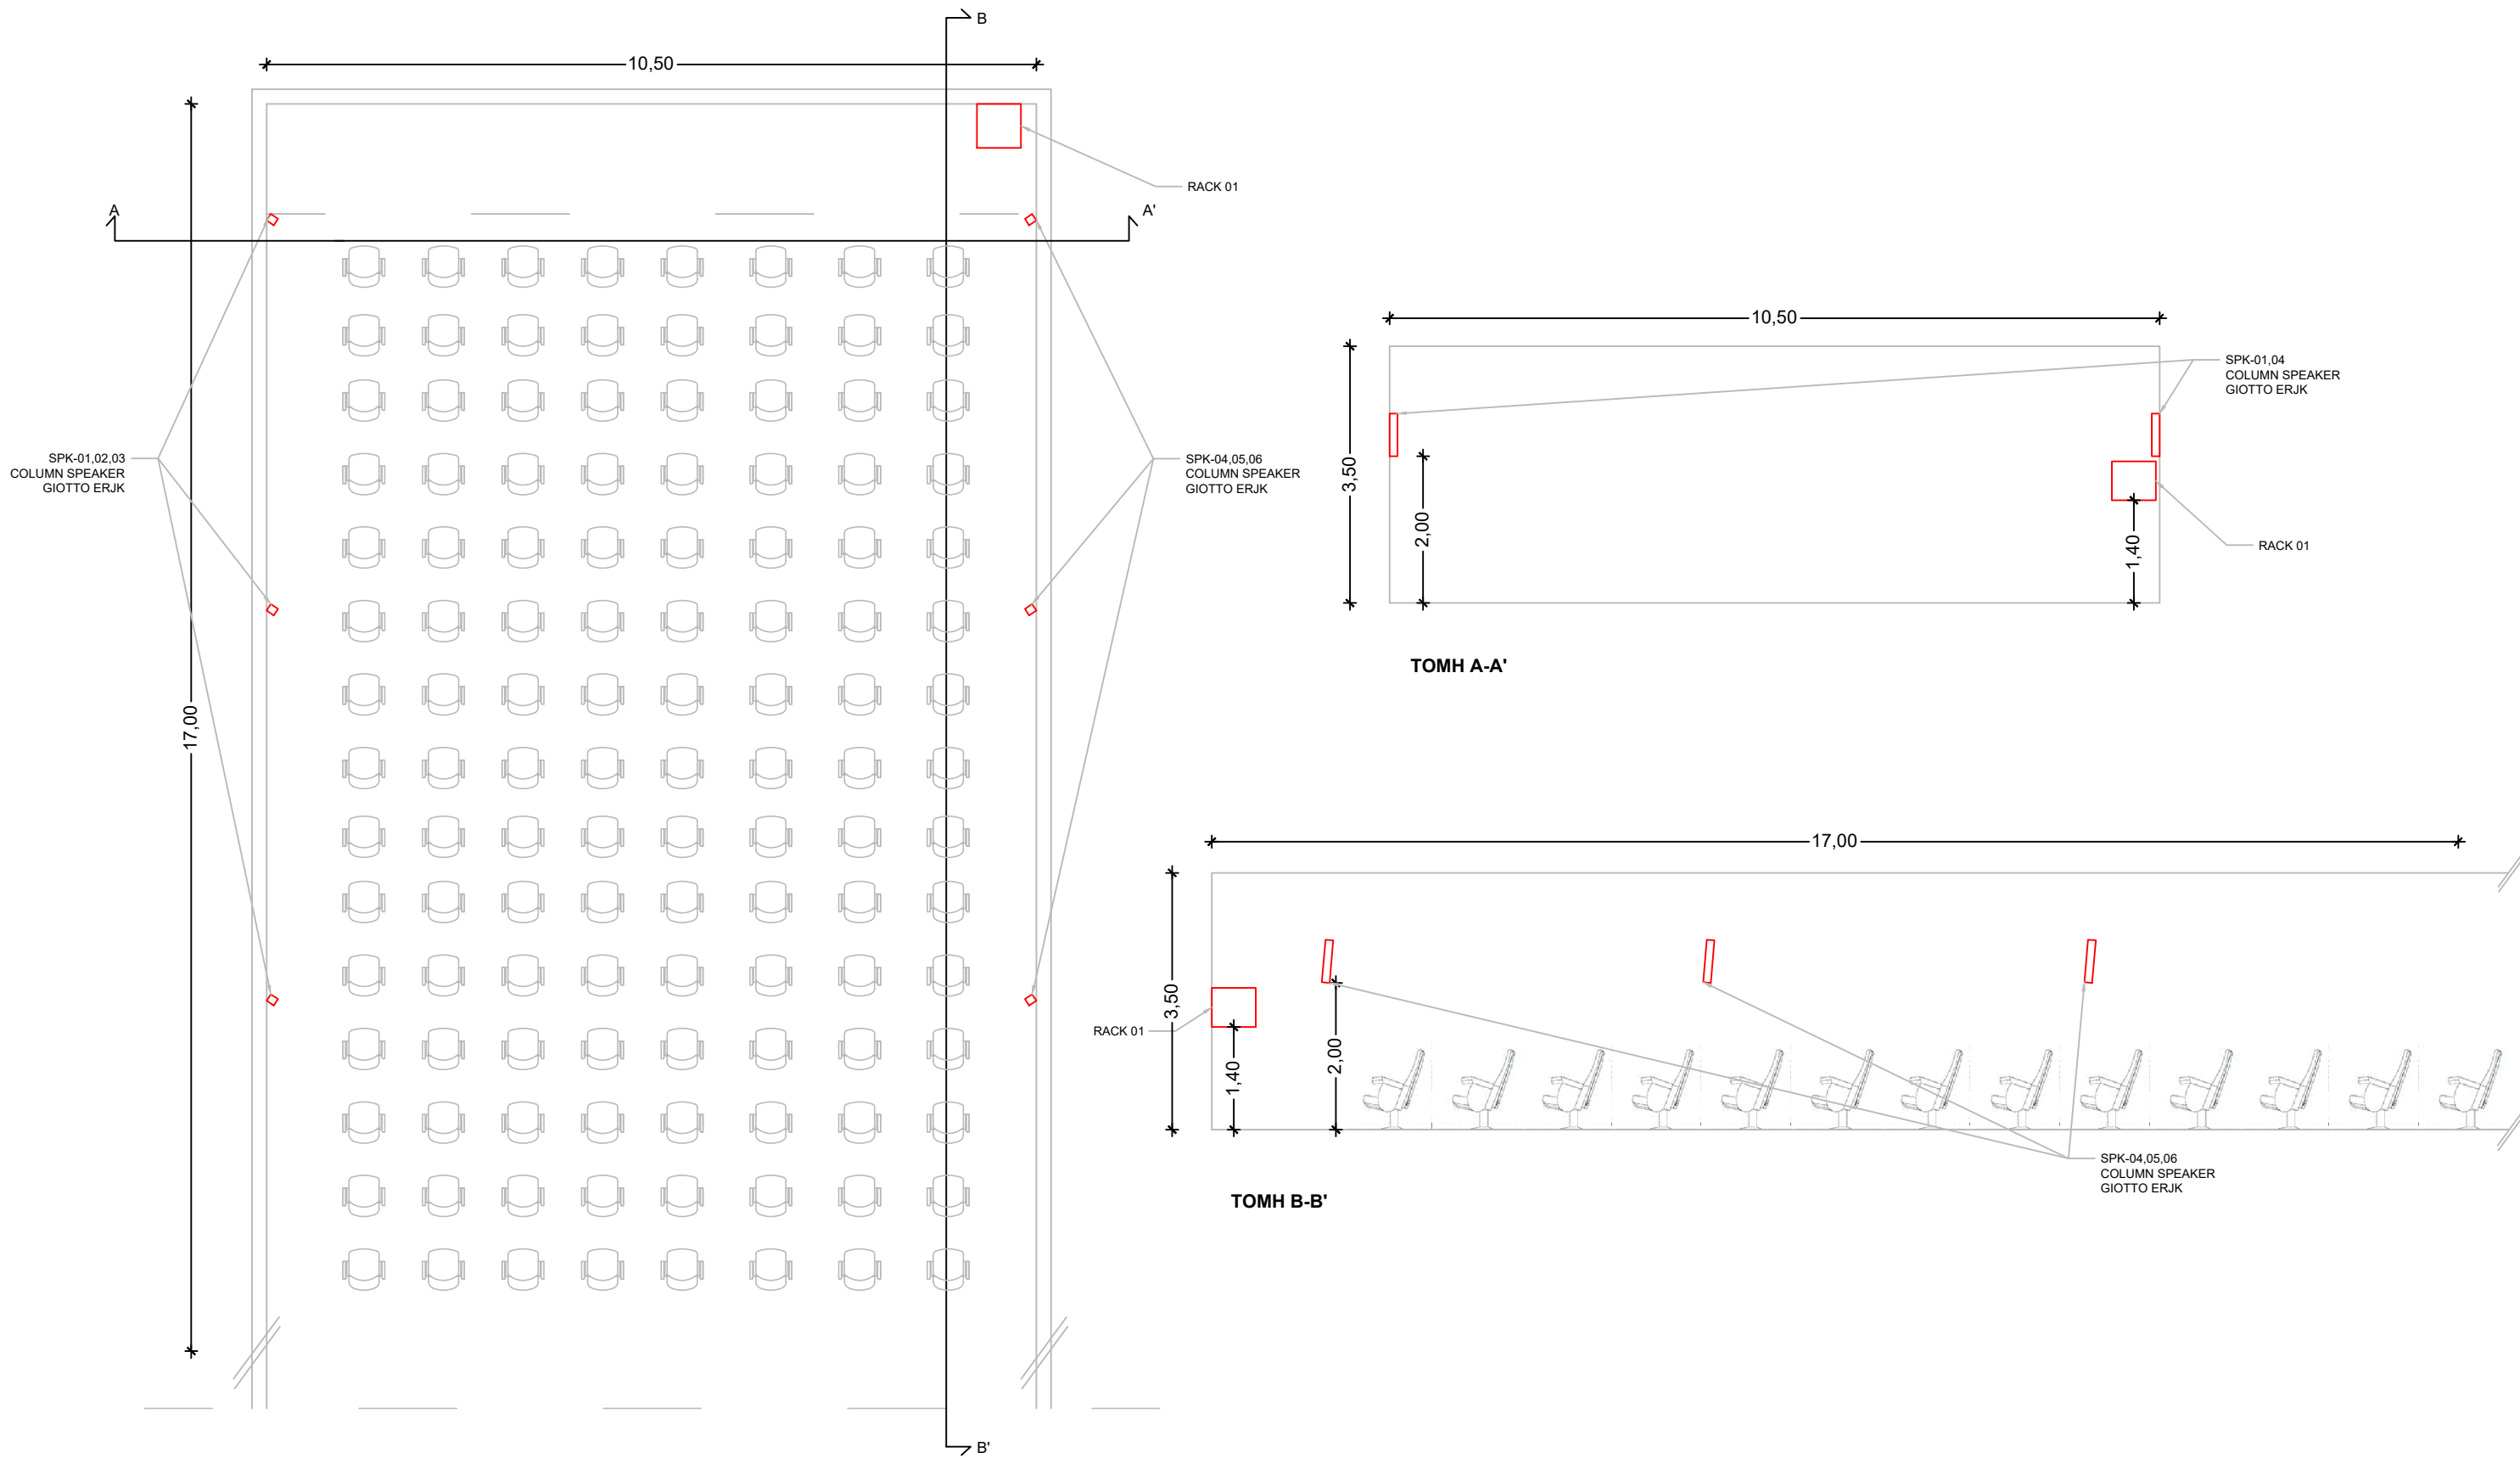 B
10,50
RACK 01
A
A'
SPK-01,02,03
COLUMN SPEAKER
GIOTTO ERJK
SPK-04,05,06
COLUMN SPEAKER
GIOTTO ERJK
17,00
B'
10,50
SPK-01,04
COLUMN SPEAKER
GIOTTO ERJK
3,50
2,00
1,40
RACK 01
ΤΟΜΗ A-A'
17,00
3,50
RACK 01
1,40
2,00
SPK-04,05,06
COLUMN SPEAKER
GIOTTO ERJK
ΤΟΜΗ B-B'